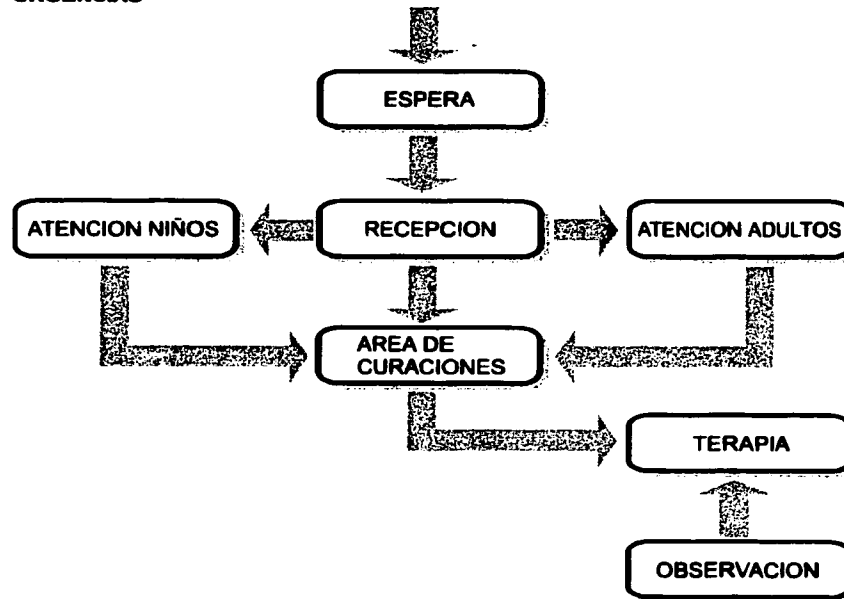 ESPERA
ATENCION NIÑOS
RECEPCION
ATENCION ADULTOS
AREA DE
CURACIONES
TERAPIA
OBSERVACION